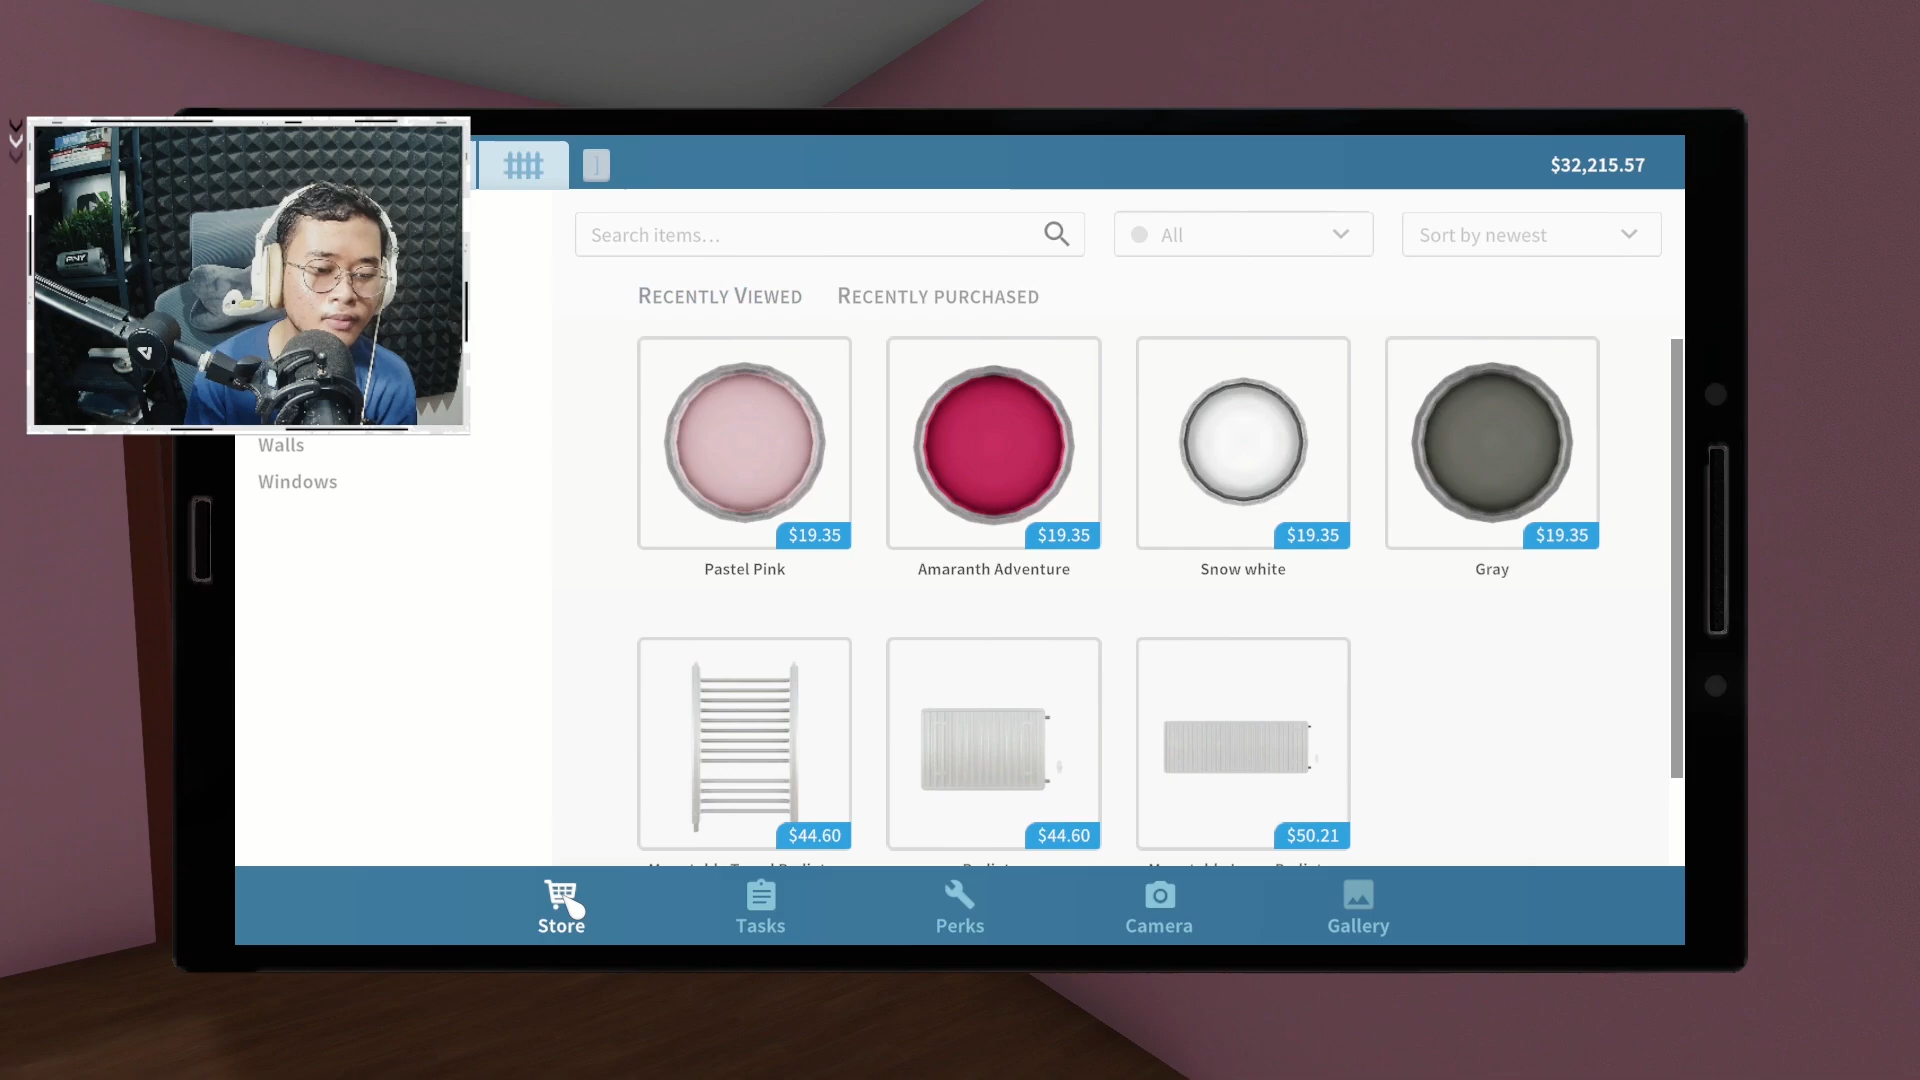 ]
$32,215.57
Search items...
All
Sort by newest
RECENTLY VIEWED
RECENTLY PURCHASED
Walls
Windows
PNY
$19.35
$19.35
$19.35
$19.35
Pastel Pink
Amaranth Adventure
Snow white
Gray
$44.60
$44.60
$50.21
Store
Tasks
Perks
Camera
Gallery